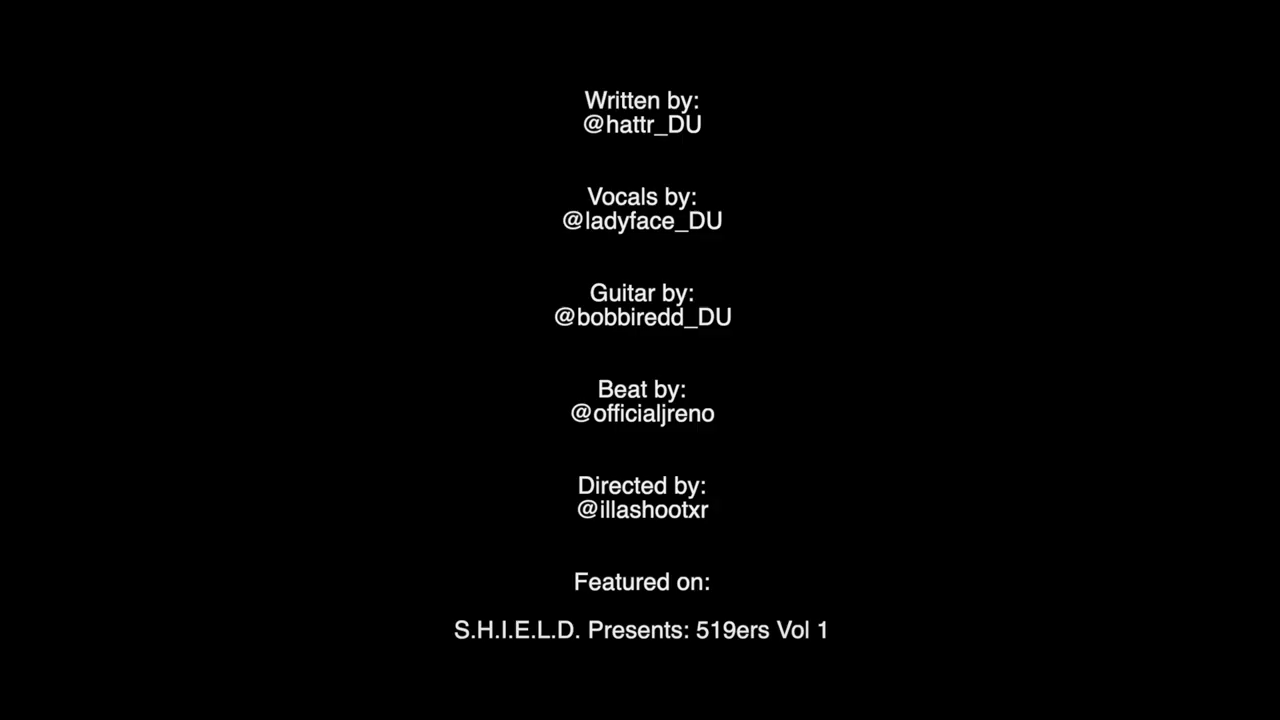 Written by:
@hattr_DU
Vocals by:
@ladyface_DU
Guitar by:
@bobbiredd_DU
Beat by:
@officialjreno
Directed by:
@illashootxr
Featured on:
S.H.I.E.L.D. Presents: 519ers Vol 1